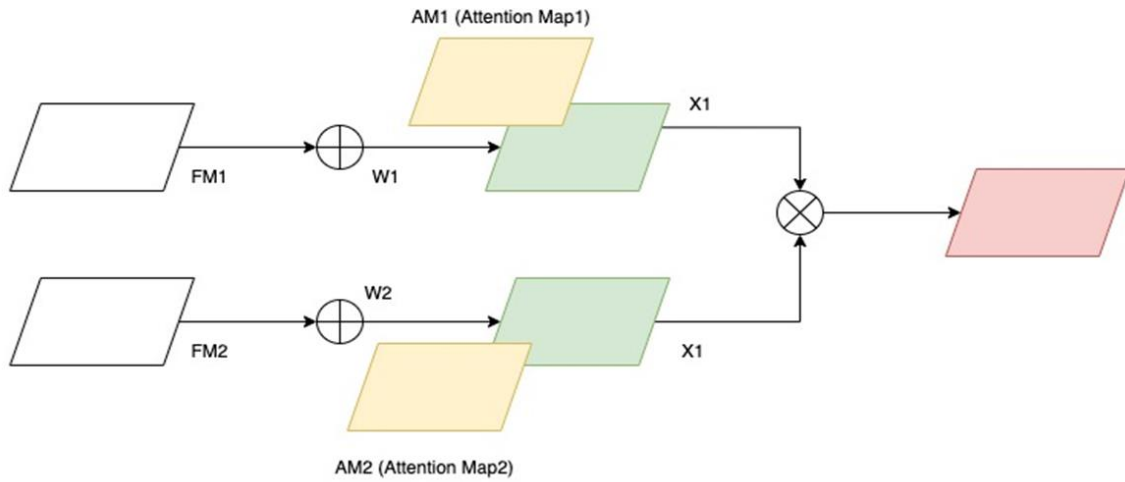 AM1 (Attention Map1)
X1
FM1
W1
W2
FM2
X1
AM2 (Attention Map2)